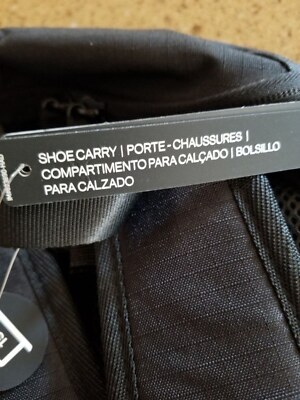 SHOE CARRY | PORTE-CHAUSSURES |
COMPARTIMENTO PARA CALÇADO | BOLSILLO
PARA CALZADO